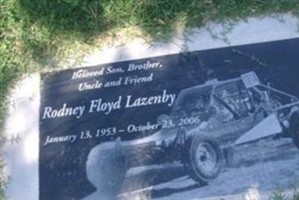 Beloved Son, Brother,
Uncle and Friend
Rodney Floyd Lazenby
January 13, 1953 – October 23, 2006